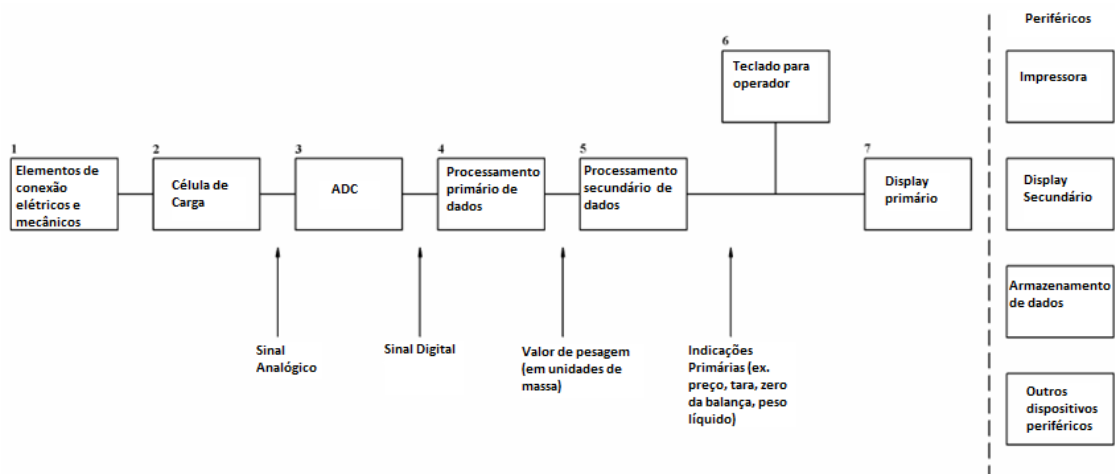 Periféricos
6
Teclado para
operador
Impressora
1
Elementos de
conexão
elétricos e
mecânicos
2
Célula de
Carga
3
ADC
4
Processamento
primário de
dados
5
Processamento
secundário de
dados
7
Display
primário
Display
Secundário
Armazenamento
de dados
Sinal
Analógico
Sinal Digital
Valor de pesagem
(em unidades de
massa)
Indicações
Primárias (ex.
preço, tara, zero
da balança, peso
líquido)
Outros
dispositivos
periféricos